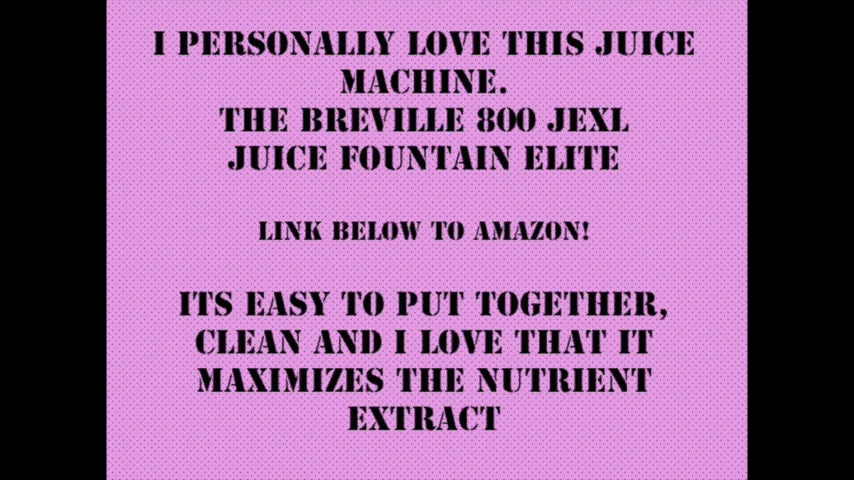 I PERSONALLY LOVE THIS JUICE
MACHINE.
THE BREVILLE 800 JEXL
JUICE FOUNTAIN ELITE
LINK BELOW TO AMAZON!
ITS EASY TO PUT TOGETHER,
CLEAN AND I LOVE THAT IT
MAXIMIZES THE NUTRIENT
EXTRACT